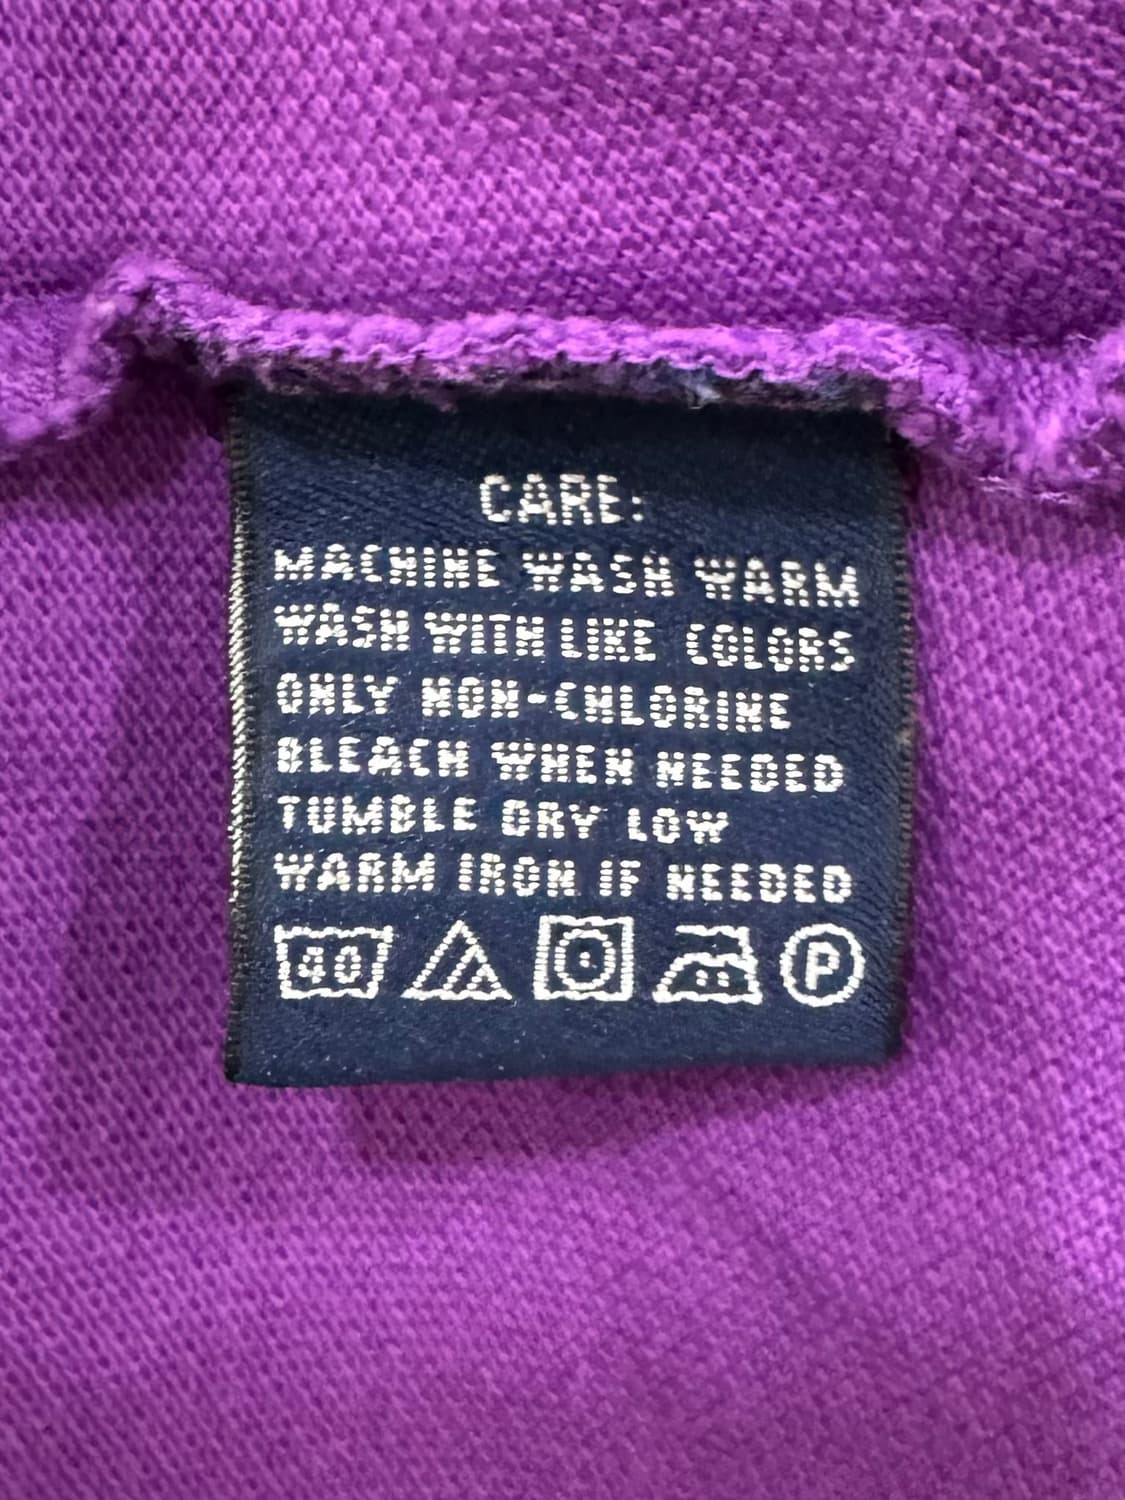 CARE:
MACHINE WASH WARM
WASH WITH LIKE COLORS
ONLY NON-CHLORINE
BLEACH WHEN NEEDED
TUMBLE DRY LOW
WARM IRON IF NEEDED
40 P